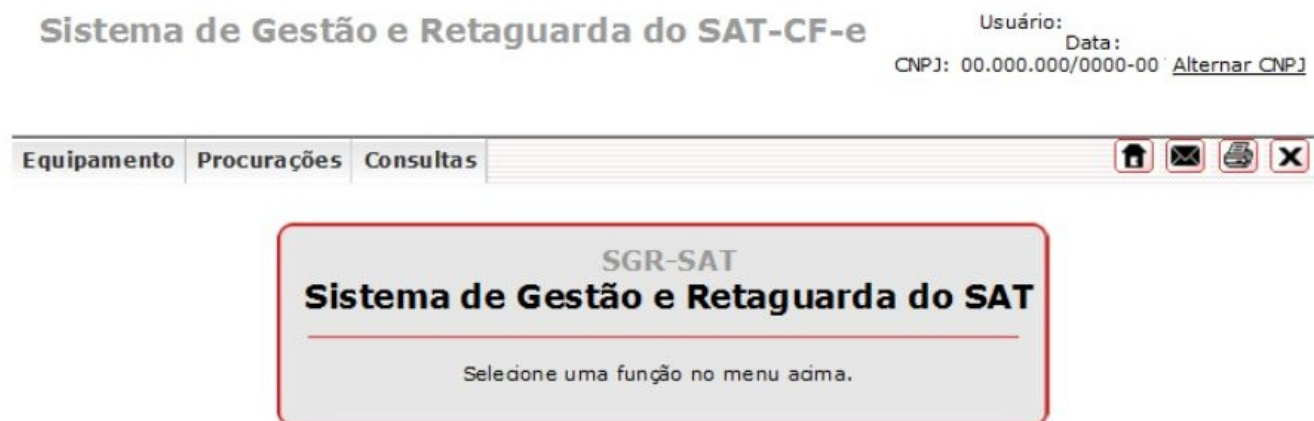 Sistema de Gestão e Retaguarda do SAT-CF-e
Usuário:
Data:
CNPJ: 00.000.000/0000-00 Alternar CNPJ
Equipamento Procurações Consultas
SGR-SAT
Sistema de Gestão e Retaguarda do SAT
Selecione uma função no menu acima.